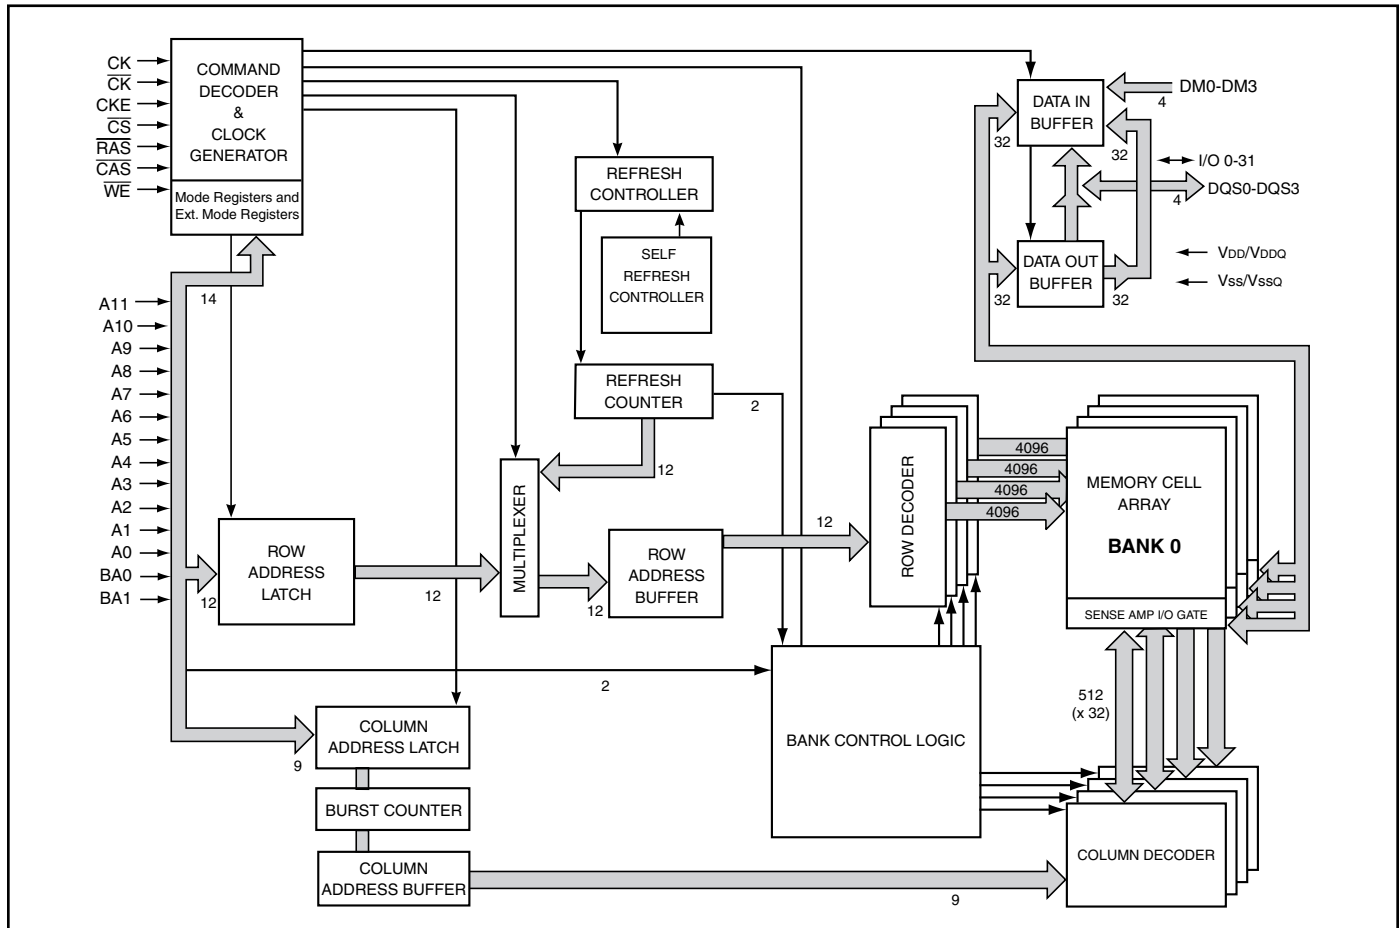 CK
CK
CKE
CS
RAS
CAS
WE
COMMAND
DECODER
&
CLOCK
GENERATOR
Mode Registers and
Ext. Mode Registers
14
A11
A10
A9
A8
A7
A6
A5
A4
A3
A2
A1
A0
BA0
BA1
12
ROW
ADDRESS
LATCH
12
MULTIPLEXER
12
REFRESH
CONTROLLER
SELF
REFRESH
CONTROLLER
REFRESH
COUNTER
2
12
ROW
ADDRESS
BUFFER
12
ROW DECODER
4096
4096
4096
4096
MEMORY CELL
ARRAY
BANK 0
SENSE AMP I/O GATE
DATA IN
BUFFER
DM0-DM3
4
32
32
I/O 0-31
DQS0-DQS3
4
DATA OUT
BUFFER
32
32
VDD/VDDQ
VSS/VSSQ
2
BANK CONTROL LOGIC
512
(x 32)
9
COLUMN
ADDRESS LATCH
BURST COUNTER
COLUMN
ADDRESS BUFFER
9
COLUMN DECODER